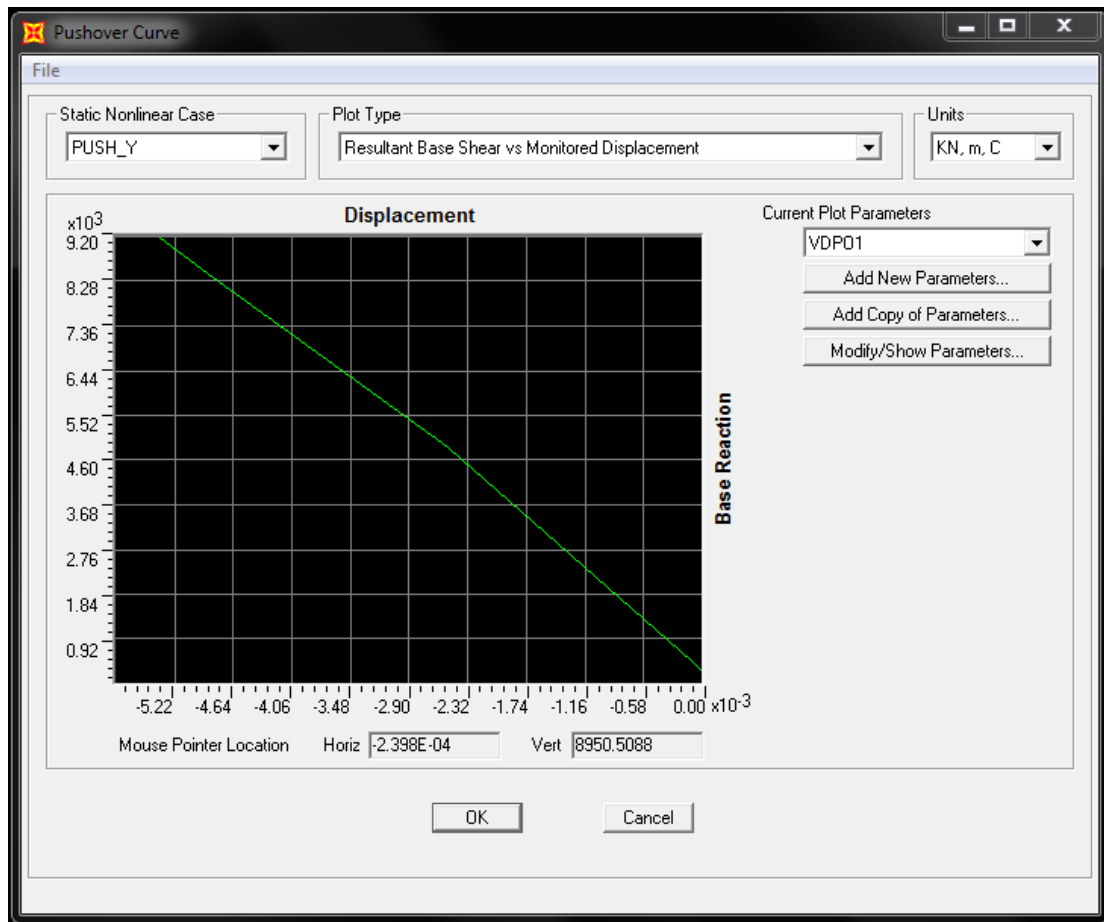 Pushover Curve
File
Static Nonlinear Case
PUSH_Y
Plot Type
Resultant Base Shear vs Monitored Displacement
Units
KN, m, C
Displacement
x10 3
9.20
8.28
7.36
6.44
5.52
4.60
3.68
2.76
1.84
0.92
-5.22 -4.64 -4.06 -3.48 -2.90 -2.32 -1.74 -1.16 -0.58 0.00 x10 -3
Base Reaction
Mouse Pointer Location Horiz -2.398E-04 Vert 8950.5088
Current Plot Parameters
VDPO1
Add New Parameters...
Add Copy of Parameters...
Modify/Show Parameters...
OK Cancel